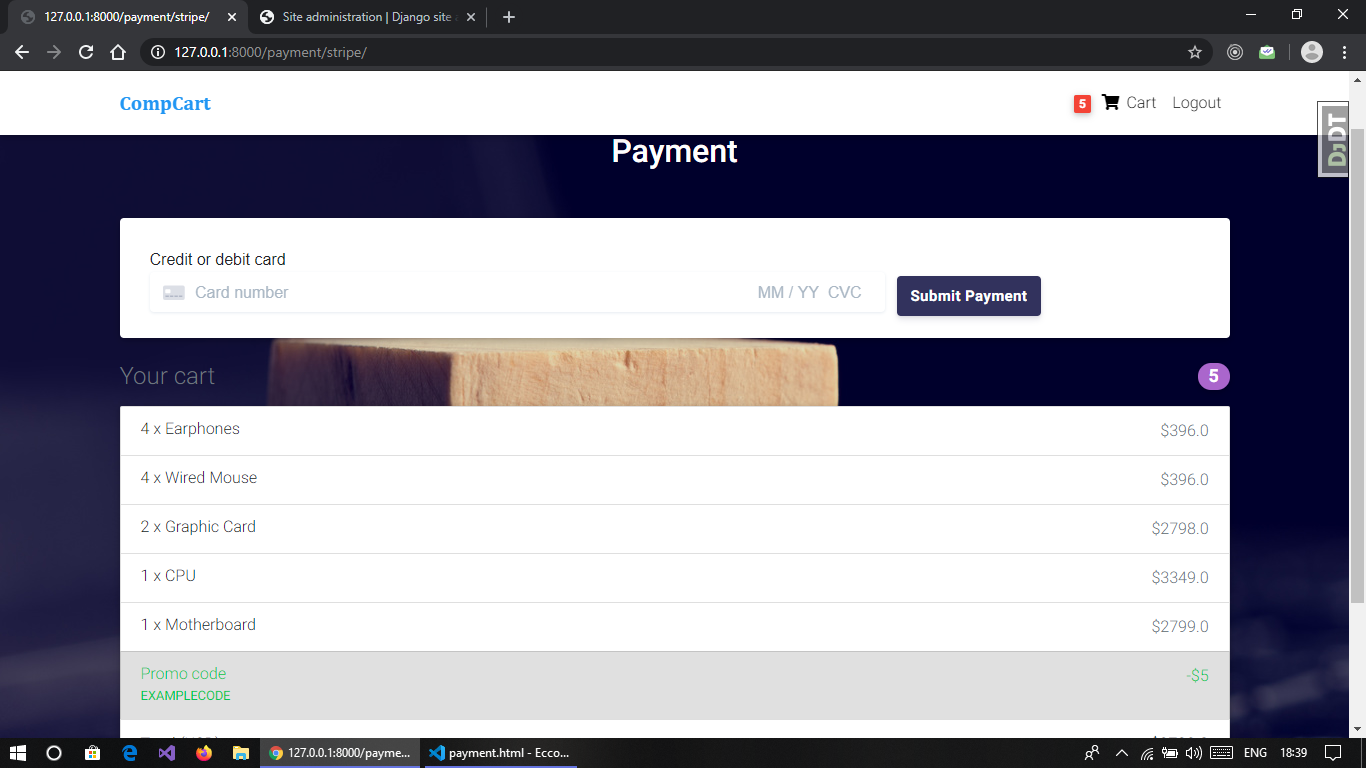 127.0.0.1:8000/payment/stripe/
Site administration | Django site
127.0.0.1:8000/payment/stripe/
CompCart
5 Cart Logout
DjDT
Payment
Credit or debit card
Card number MM / YY CVC
Submit Payment
Your cart 5
4 x Earphones $396.0
4 x Wired Mouse $396.0
2 x Graphic Card $2798.0
1 x CPU $3349.0
1 x Motherboard $2799.0
Promo code -$5
EXAMPLECODE
127.0.0.1:8000/payme... payment.html - Ecco... ENG 18:39